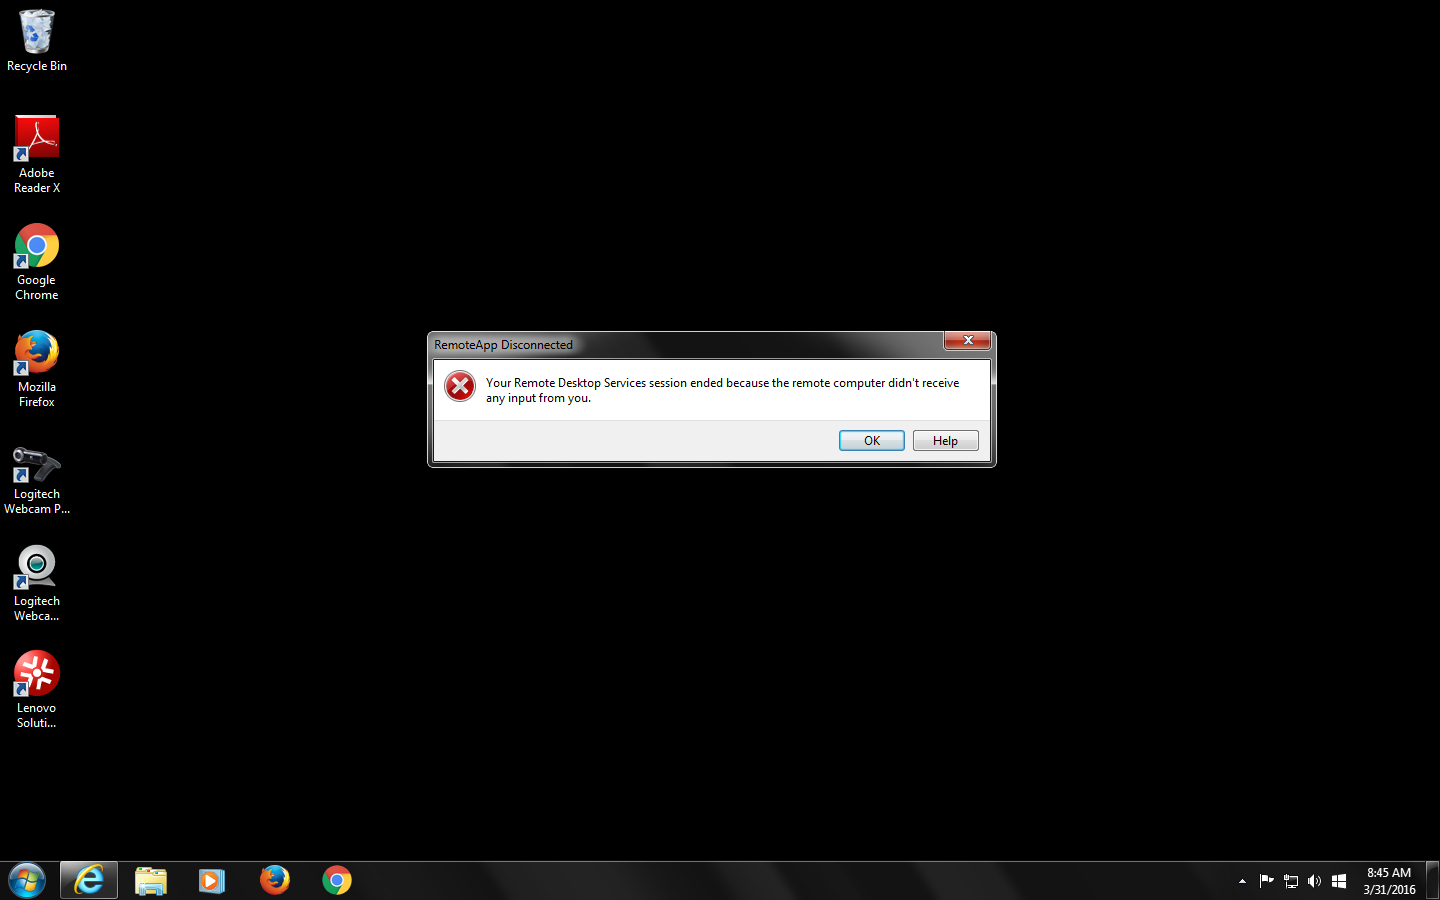 Recycle Bin
Adobe
Reader X
Google
Chrome
Mozilla
Firefox
Logitech
Webcam P...
Logitech
Webca...
Lenovo
Soluti...
RemoteApp Disconnected
Your Remote Desktop Services session ended because the remote computer didn't receive
any input from you.
OK Help
8:45 AM
3/31/2016